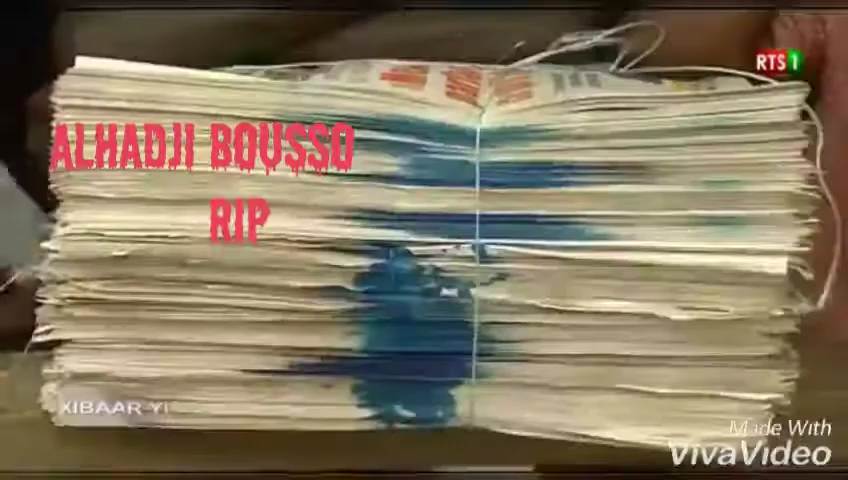 RTS1
ALHADJI BOUSSO
RIP
XIBAAR YI
Made With
VivaVideo